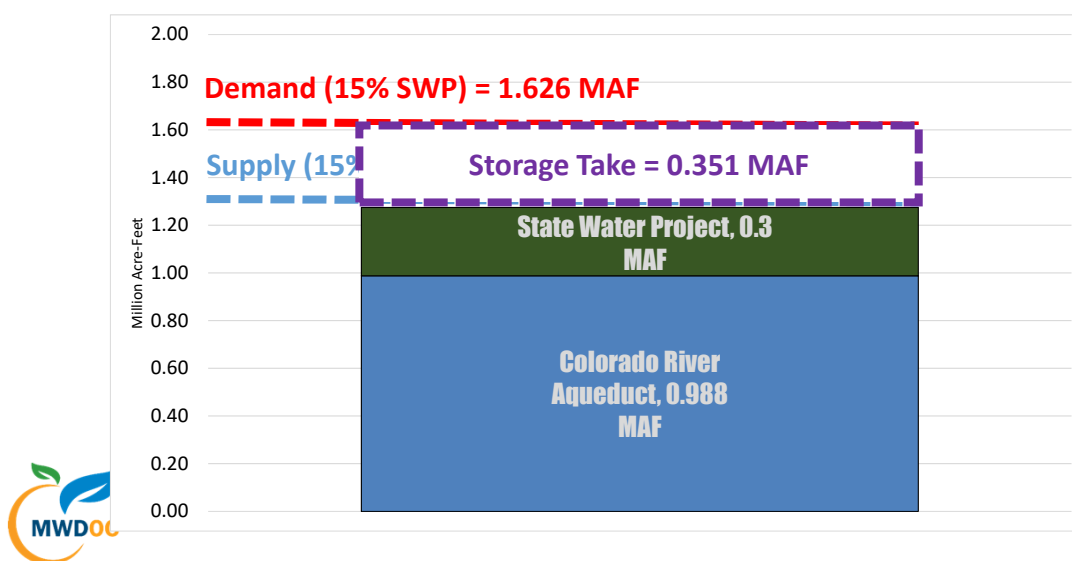 2.00
1.80
Demand (15% SWP) = 1.626 MAF
1.60
Supply (15%
Storage Take = 0.351 MAF
1.40
1.20
State Water Project, 0.3
MAF
1.00
Million Acre-Feet
0.80
0.60
Colorado River
Aqueduct, 0.988
MAF
0.40
0.20
0.00
MWDOC